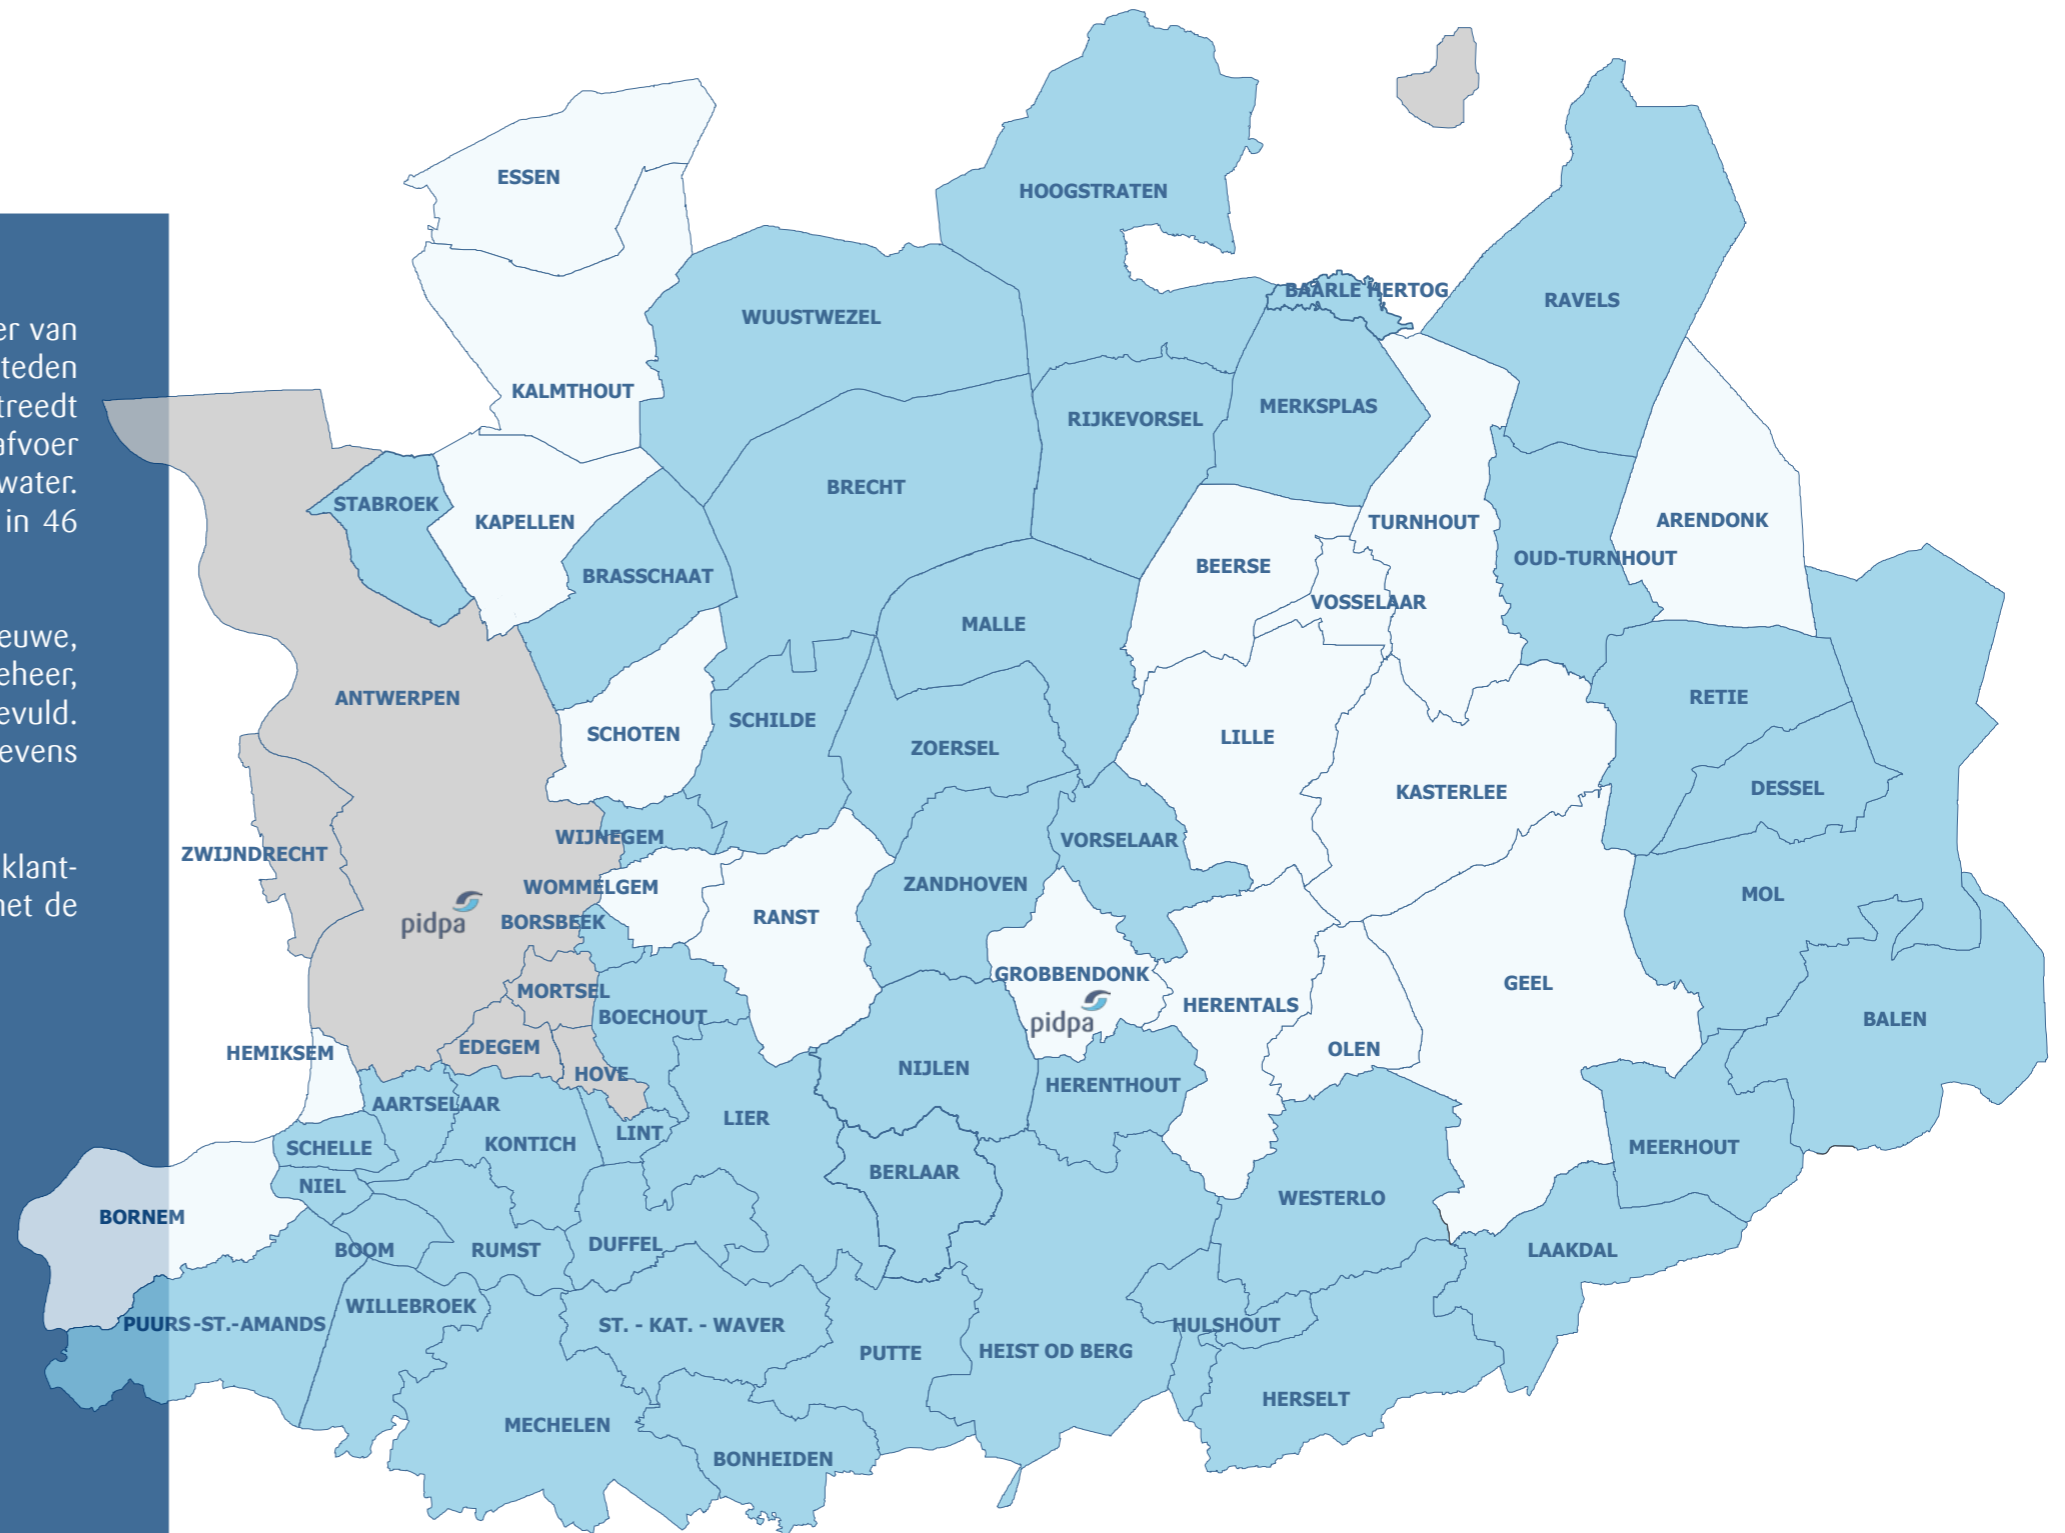 er van
teden
treedt
afvoer
water.
in 46
euwe,
eheer,
evuld.
evens
klant-
net de
ESSEN
HOOGSTRATEN
BAARLE HERTOG
RAVELS
WUUSTWEZEL
KALMTHOUT
MERKSPLAS
RIJKEVORSEL
BRECHT
STABROEK
KAPELLEN
TURNHOUT
ARENDONK
OUD-TURNHOUT
BEERSE
BRASSCHAAT
VOSSELAAR
MALLE
ANTWERPEN
RETIE
SCHILDE
SCHOTEN
LILLE
ZOERSEL
DESSEL
KASTERLEE
WIJNEGEM
VORSELAAR
ZWIJNDRECHT
WOMMELGEM
ZANDHOVEN
MOL
RANST
BORSBEEK
pidpa
GROBBENDONK
GEEL
MORTSEL
HERENTALS
BOECHOUT
BALEN
pidpa
EDEGEM
OLEN
HEMIKSEM
NIJLEN
HOVE
HERENTHOUT
AARTSELAAR
LIER
LINT
KONTICH
SCHELLE
MEERHOUT
BERLAAR
NIEL
WESTERLO
BORNEM
DUFFEL
BOOM
RUMST
LAAKDAL
WILLEBROEK
PUURS-ST.-AMANDS
ST. - KAT. - WAVER
HULSHOUT
HEIST OD BERG
PUTTE
HERSELT
MECHELEN
BONHEIDEN